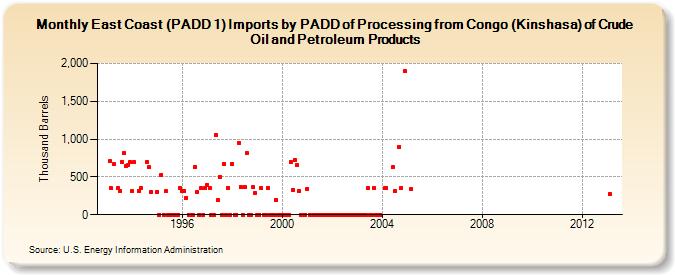 Monthly East Coast (PADD 1) Imports by PADD of Processing from Congo (Kinshasa) of Crude
Oil and Petroleum Products
Thousand Barrels
2,000
1,500
1,000
500
0
1996
2000
2004
2008
2012
Source: U.S. Energy Information Administration